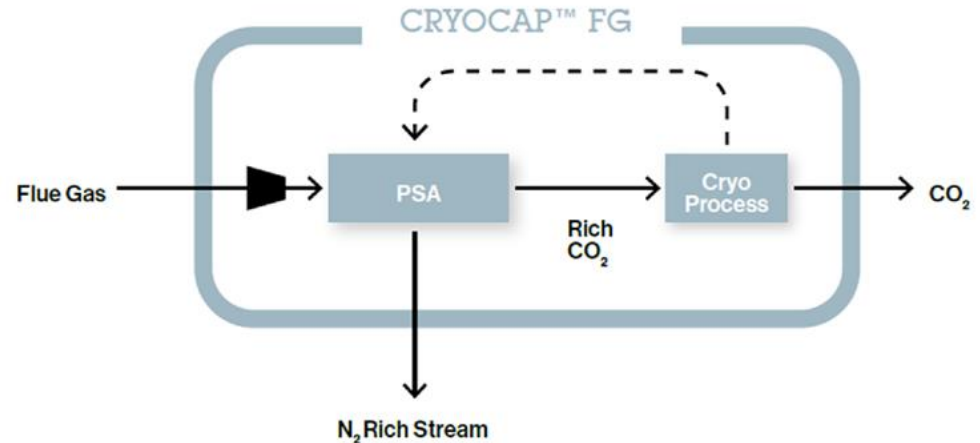 CRYOCAP™ FG
Flue Gas
PSA
Rich
CO₂
Cryo
Process
CO₂
N₂ Rich Stream